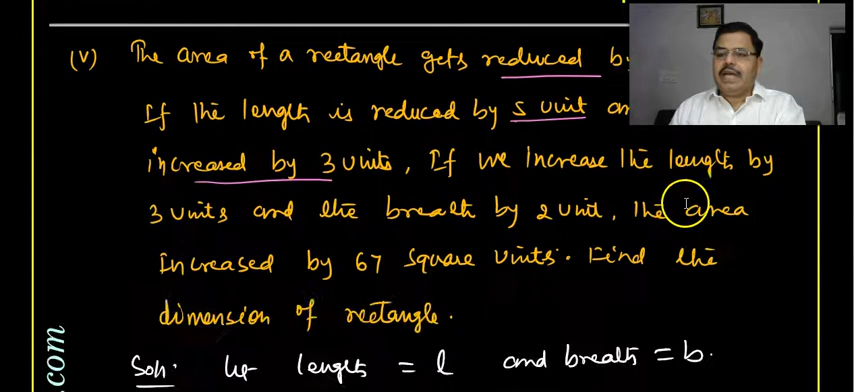 (V) The area of a rectangle gets reduced by
If the length is reduced by 5 unit an
increased by 3 units, If we increase the length by
3 units and the breath by 2 unit, the area
Increased by 67 square units. Find the
dimension of rectangle.
Soln. Let length = l and breath = b.
.com